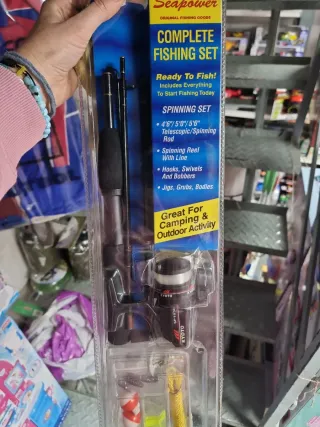 Seapower
ORIGINAL FISHING GOODS
COMPLETE
FISHING SET
Ready To Fish!
Includes Everything
To Start Fishing Today
SPINNING SET
• 4'6"/ 5'0"/ 5'6"
Telescopic/Spinning
Rod
• Spinning Reel
With Line
• Hooks, Swivels
And Bobbers
• Jigs, Grubs, Bodies
Great For
Camping &
Outdoor Activity